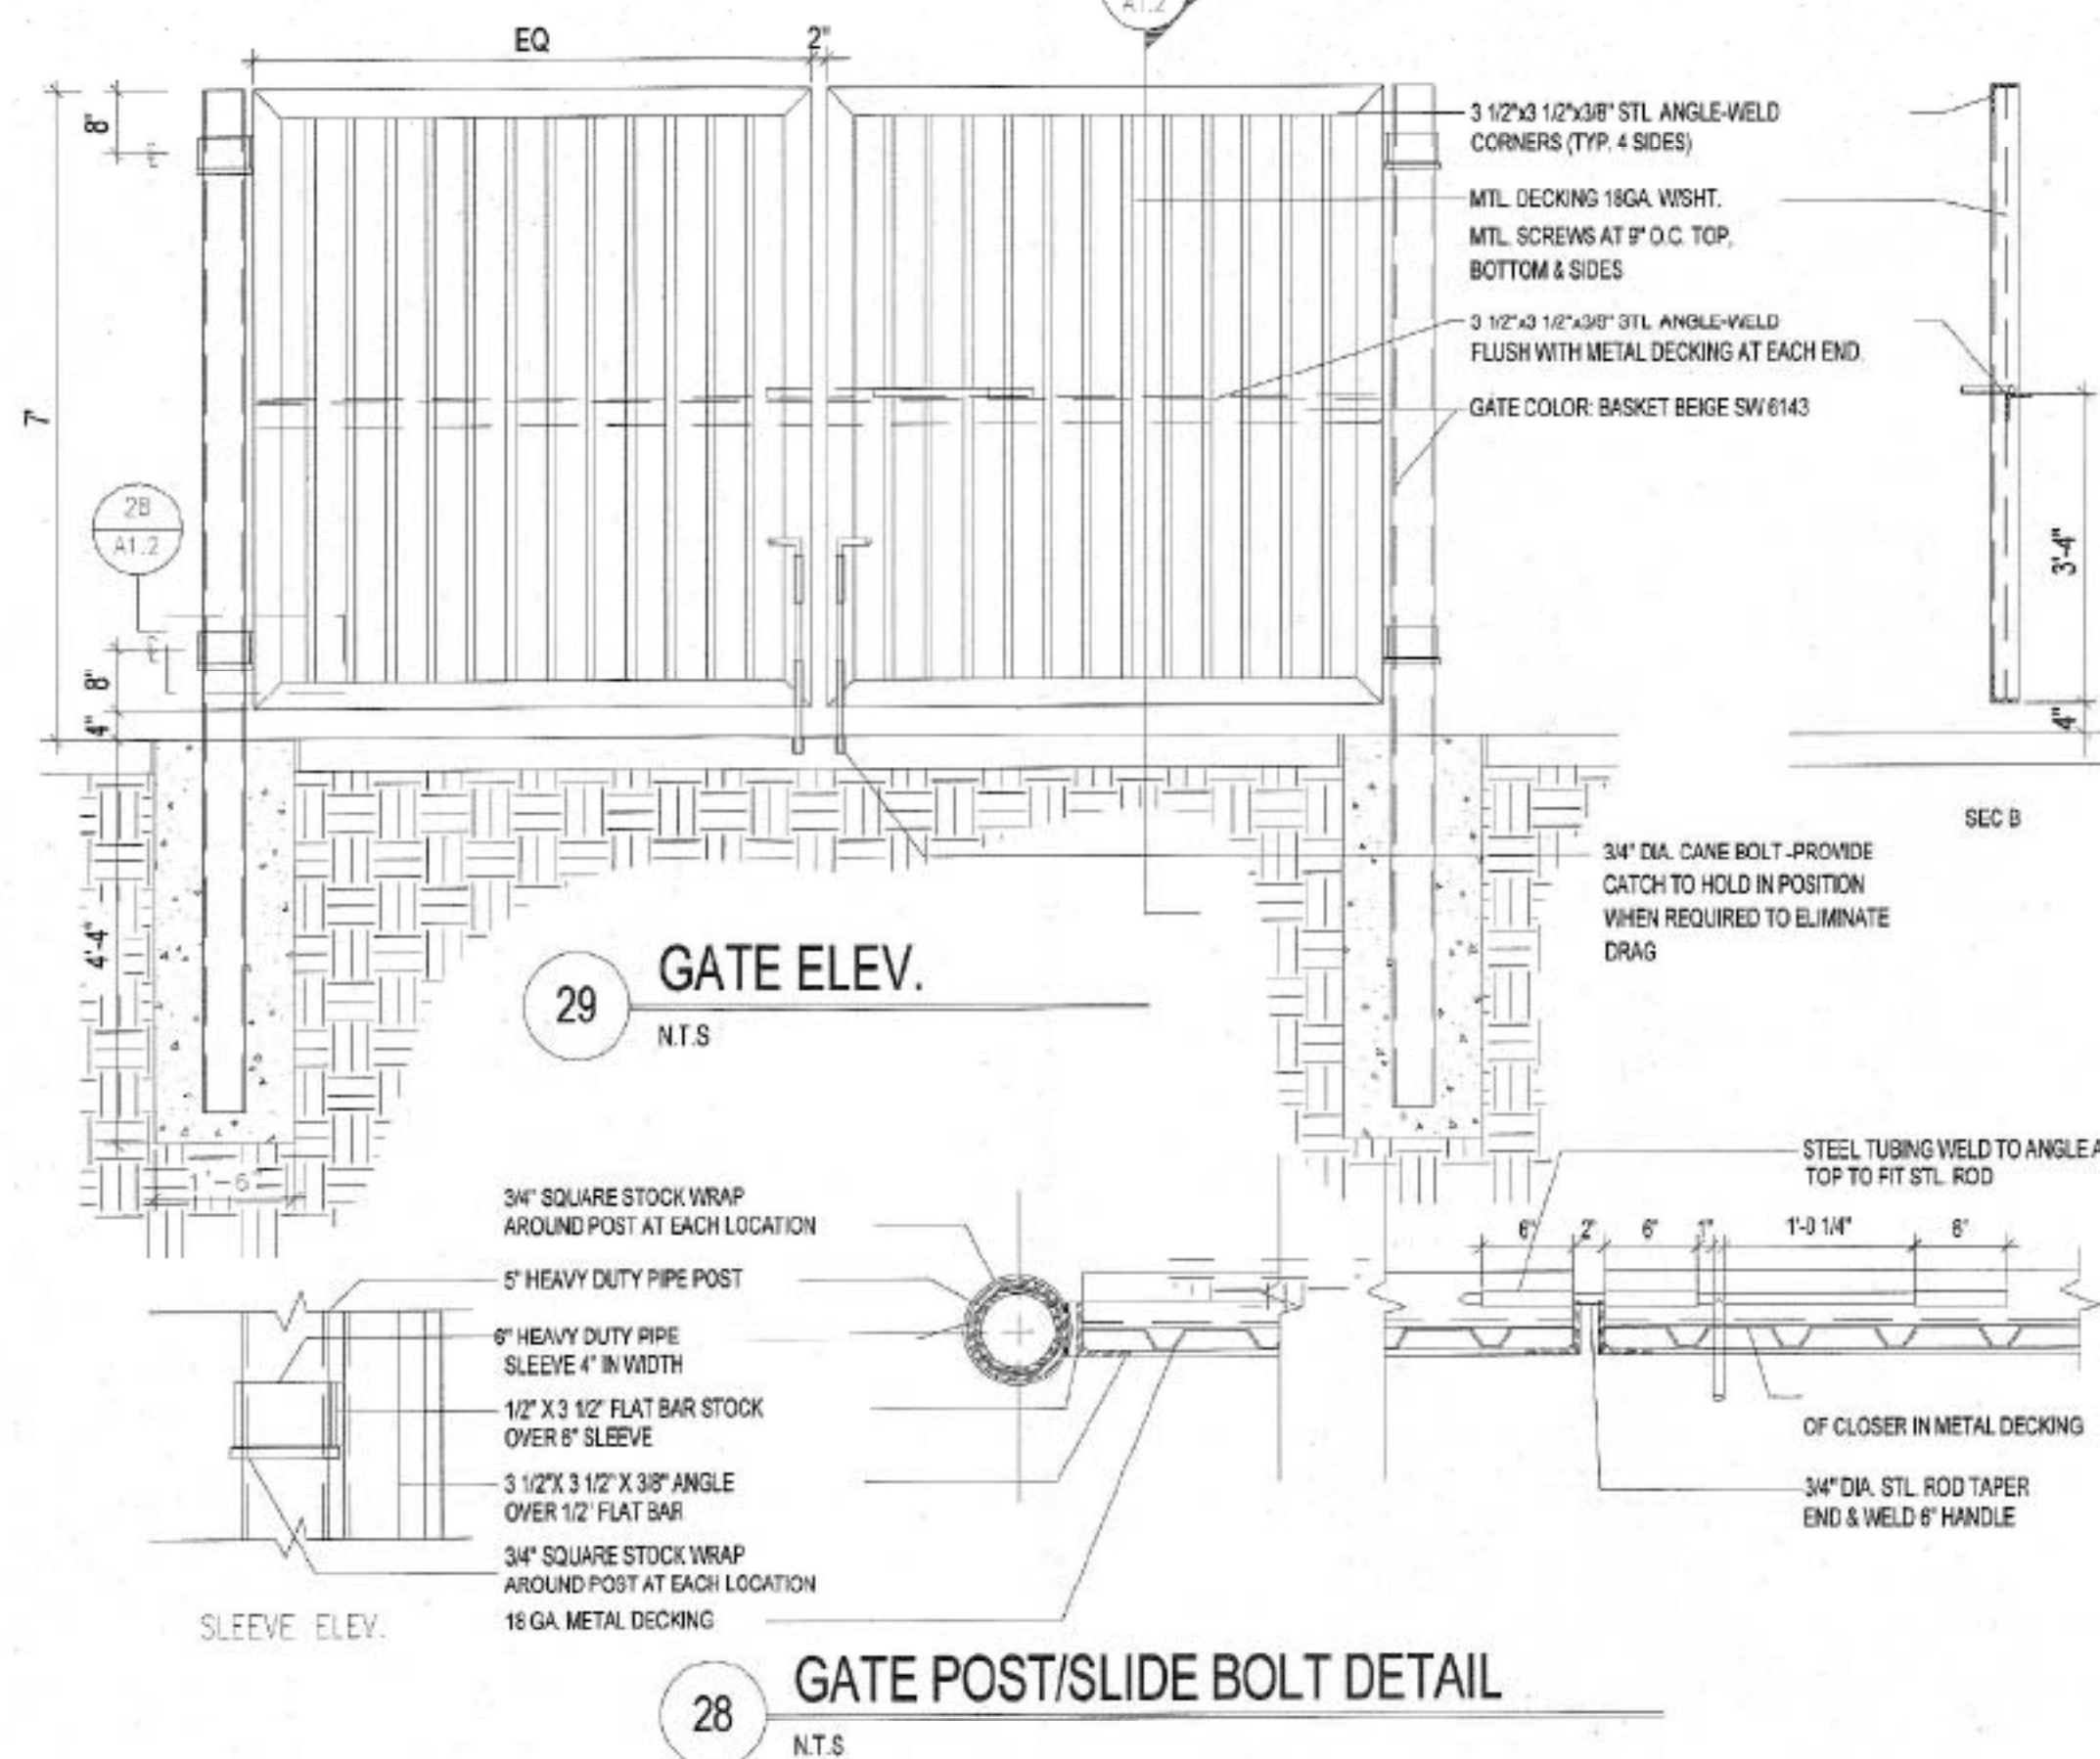 A1.2
EQ
2"
8"
7'
3 1/2"x3 1/2"x3/8" STL ANGLE-WELD
CORNERS (TYP. 4 SIDES)
MTL. DECKING 18GA. W/SHT.
MTL. SCREWS AT 9" O.C. TOP,
BOTTOM & SIDES
3 1/2"x3 1/2"x3/8" STL ANGLE-WELD
FLUSH WITH METAL DECKING AT EACH END.
GATE COLOR: BASKET BEIGE SW 6143
28
A1.2
8"
4"
3'-4"
4"
SEC B
3/4" DIA. CANE BOLT -PROVIDE
CATCH TO HOLD IN POSITION
WHEN REQUIRED TO ELIMINATE
DRAG
4'-4"
1'-6"
29
GATE ELEV.
N.T.S
STEEL TUBING WELD TO ANGLE
TOP TO FIT STL. ROD
6" 2" 6" 1" 1'-0 1/4" 6"
3/4" SQUARE STOCK WRAP
AROUND POST AT EACH LOCATION
5" HEAVY DUTY PIPE POST
6" HEAVY DUTY PIPE
SLEEVE 4" IN WIDTH
1/2" X 3 1/2" FLAT BAR STOCK
OVER 6" SLEEVE
3 1/2"X 3 1/2" X 3/8" ANGLE
OVER 1/2" FLAT BAR
3/4" SQUARE STOCK WRAP
AROUND POST AT EACH LOCATION
18 GA. METAL DECKING
OF CLOSER IN METAL DECKING
3/4" DIA. STL. ROD TAPER
END & WELD 6" HANDLE
SLEEVE ELEV.
28
GATE POST/SLIDE BOLT DETAIL
N.T.S